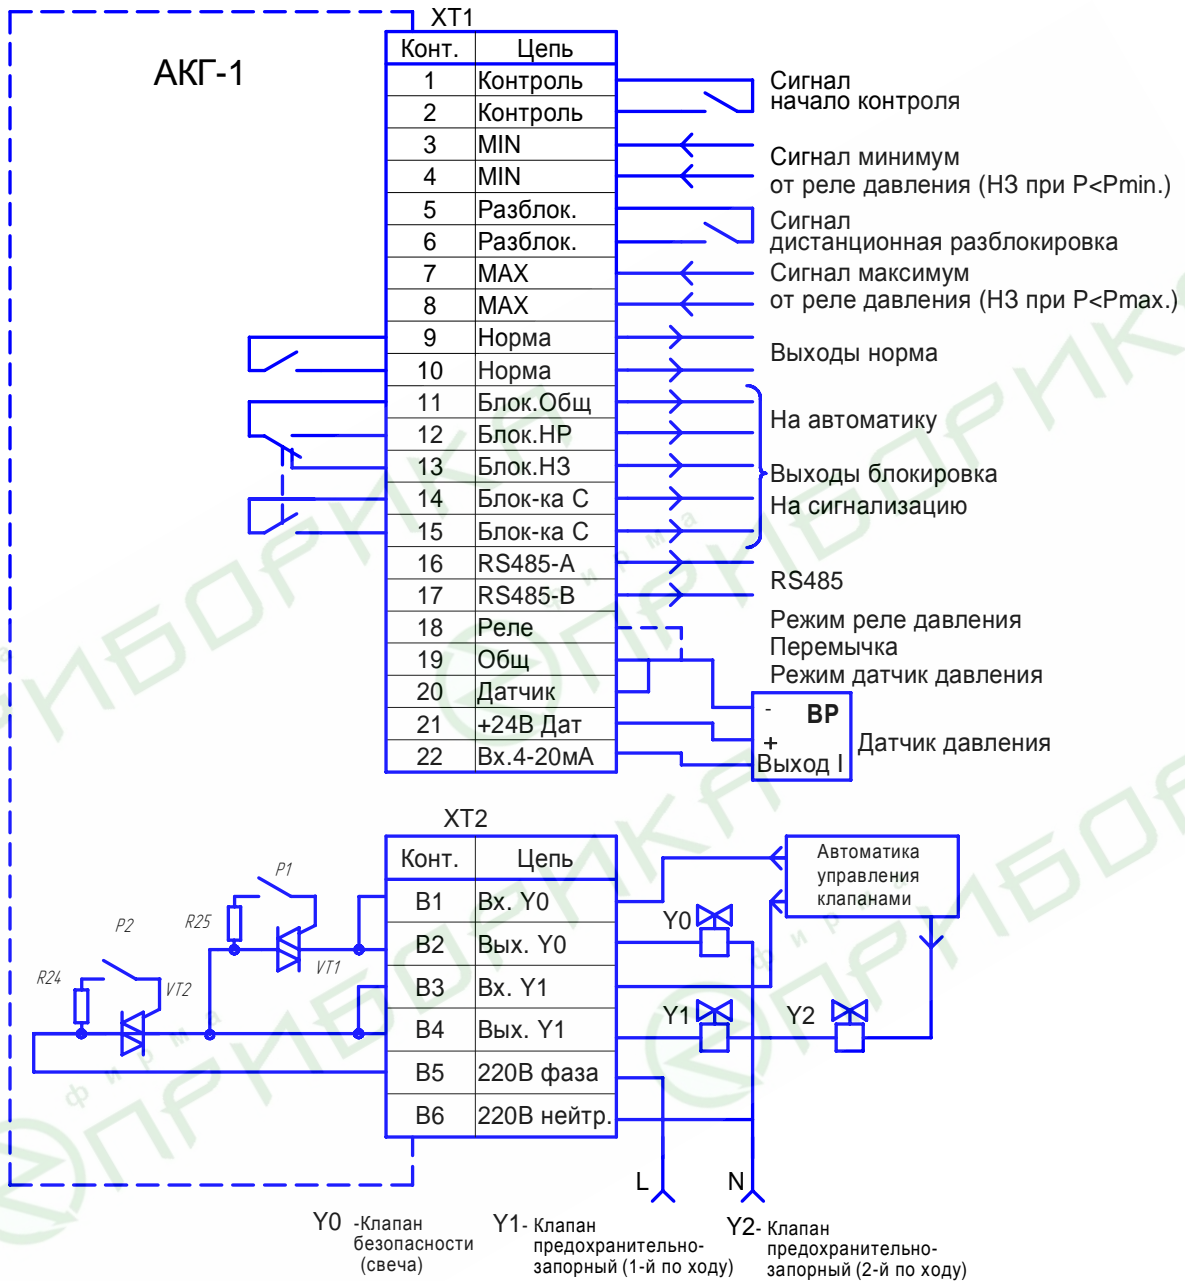 АКГ-1
XT1
Конт. Цепь
1 Контроль
2 Контроль
3 MIN
4 MIN
5 Разблок.
6 Разблок.
7 MAX
8 MAX
9 Норма
10 Норма
11 Блок.Общ
12 Блок.НР
13 Блок.НЗ
14 Блок-ка С
15 Блок-ка С
16 RS485-A
17 RS485-B
18 Реле
19 Общ
20 Датчик
21 +24В Дат
22 Вх.4-20мА
Сигнал
начало контроля
Сигнал минимум
от реле давления (НЗ при P<Pmin.)
Сигнал
дистанционная разблокировка
Сигнал максимум
от реле давления (НЗ при P<Pmax.)
Выходы норма
На автоматику
Выходы блокировка
На сигнализацию
RS485
Режим реле давления
Перемычка
Режим датчик давления
- BP
+
Выход I
Датчик давления
XT2
Конт. Цепь
B1 Вх. Y0
B2 Вых. Y0
B3 Вх. Y1
B4 Вых. Y1
B5 220В фаза
B6 220В нейтр.
P1
R25
VT1
P2
R24
VT2
Автоматика
управления
клапанами
Y0
Y1
Y2
L
N
Y0 -Клапан
безопасности
(свеча)
Y1- Клапан
предохранительно-
запорный (1-й по ходу)
Y2- Клапан
предохранительно-
запорный (2-й по ходу)
фирма
ПРИБОРИКА